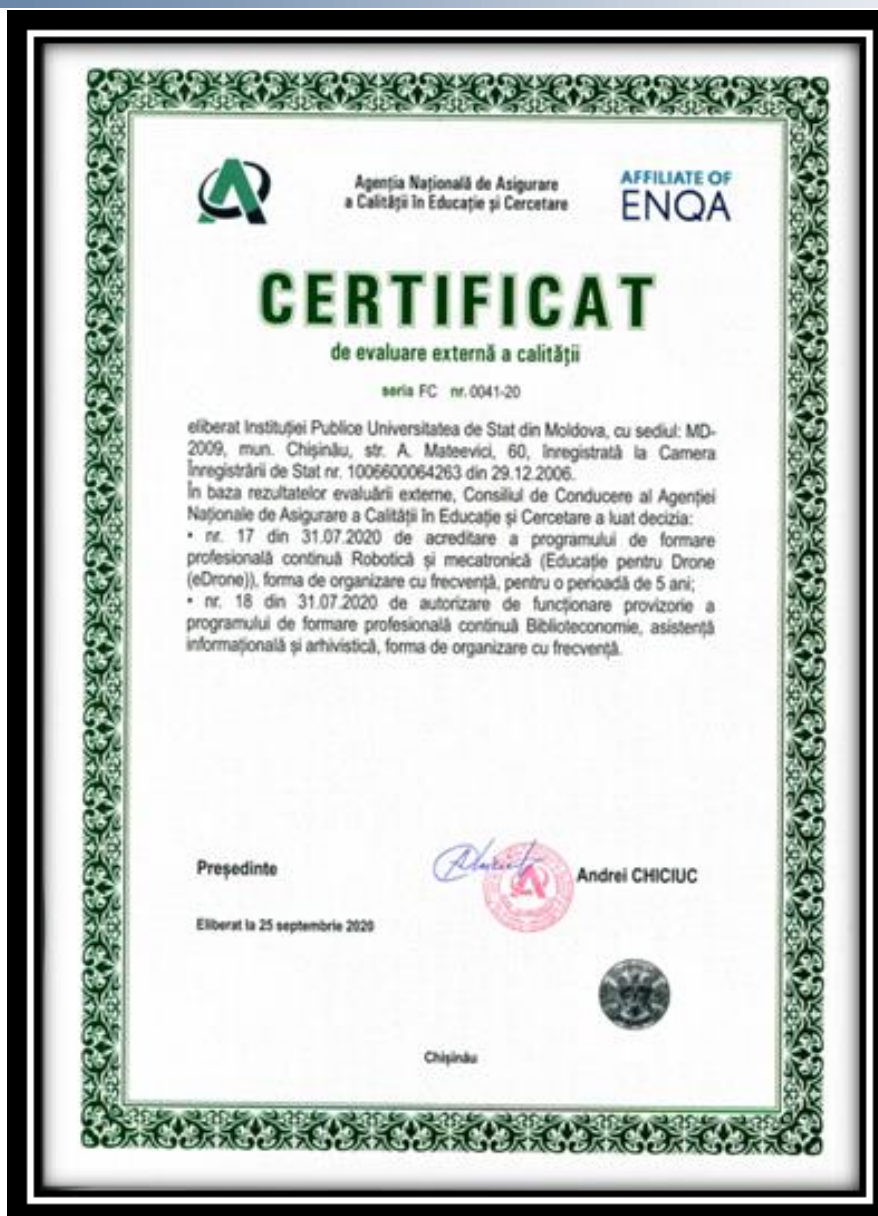 Agenția Națională de Asigurare
a Calității în Educație și Cercetare
AFFILIATE OF
ENQA
CERTIFICAT
de evaluare externă a calității
seria FC nr. 0041-20
eliberat Instituției Publice Universitatea de Stat din Moldova, cu sediul: MD-
2009, mun. Chișinău, str. A. Mateevici, 60, înregistrată la Camera
Înregistrării de Stat nr. 1006600064263 din 29.12.2006.
În baza rezultatelor evaluării externe, Consiliul de Conducere al Agenției
Naționale de Asigurare a Calității în Educație și Cercetare a luat decizia:
• nr. 17 din 31.07.2020 de acreditare a programului de formare
profesională continuă Robotică și mecatronică (Educație pentru Drone
(eDrone)), forma de organizare cu frecvență, pentru o perioadă de 5 ani;
• nr. 18 din 31.07.2020 de autorizare de funcționare provizorie a
programului de formare profesională continuă Biblioteconomie, asistență
informațională și arhivistică, forma de organizare cu frecvență.
Președinte
Andrei CHICIUC
Eliberat la 25 septembrie 2020
Chișinău